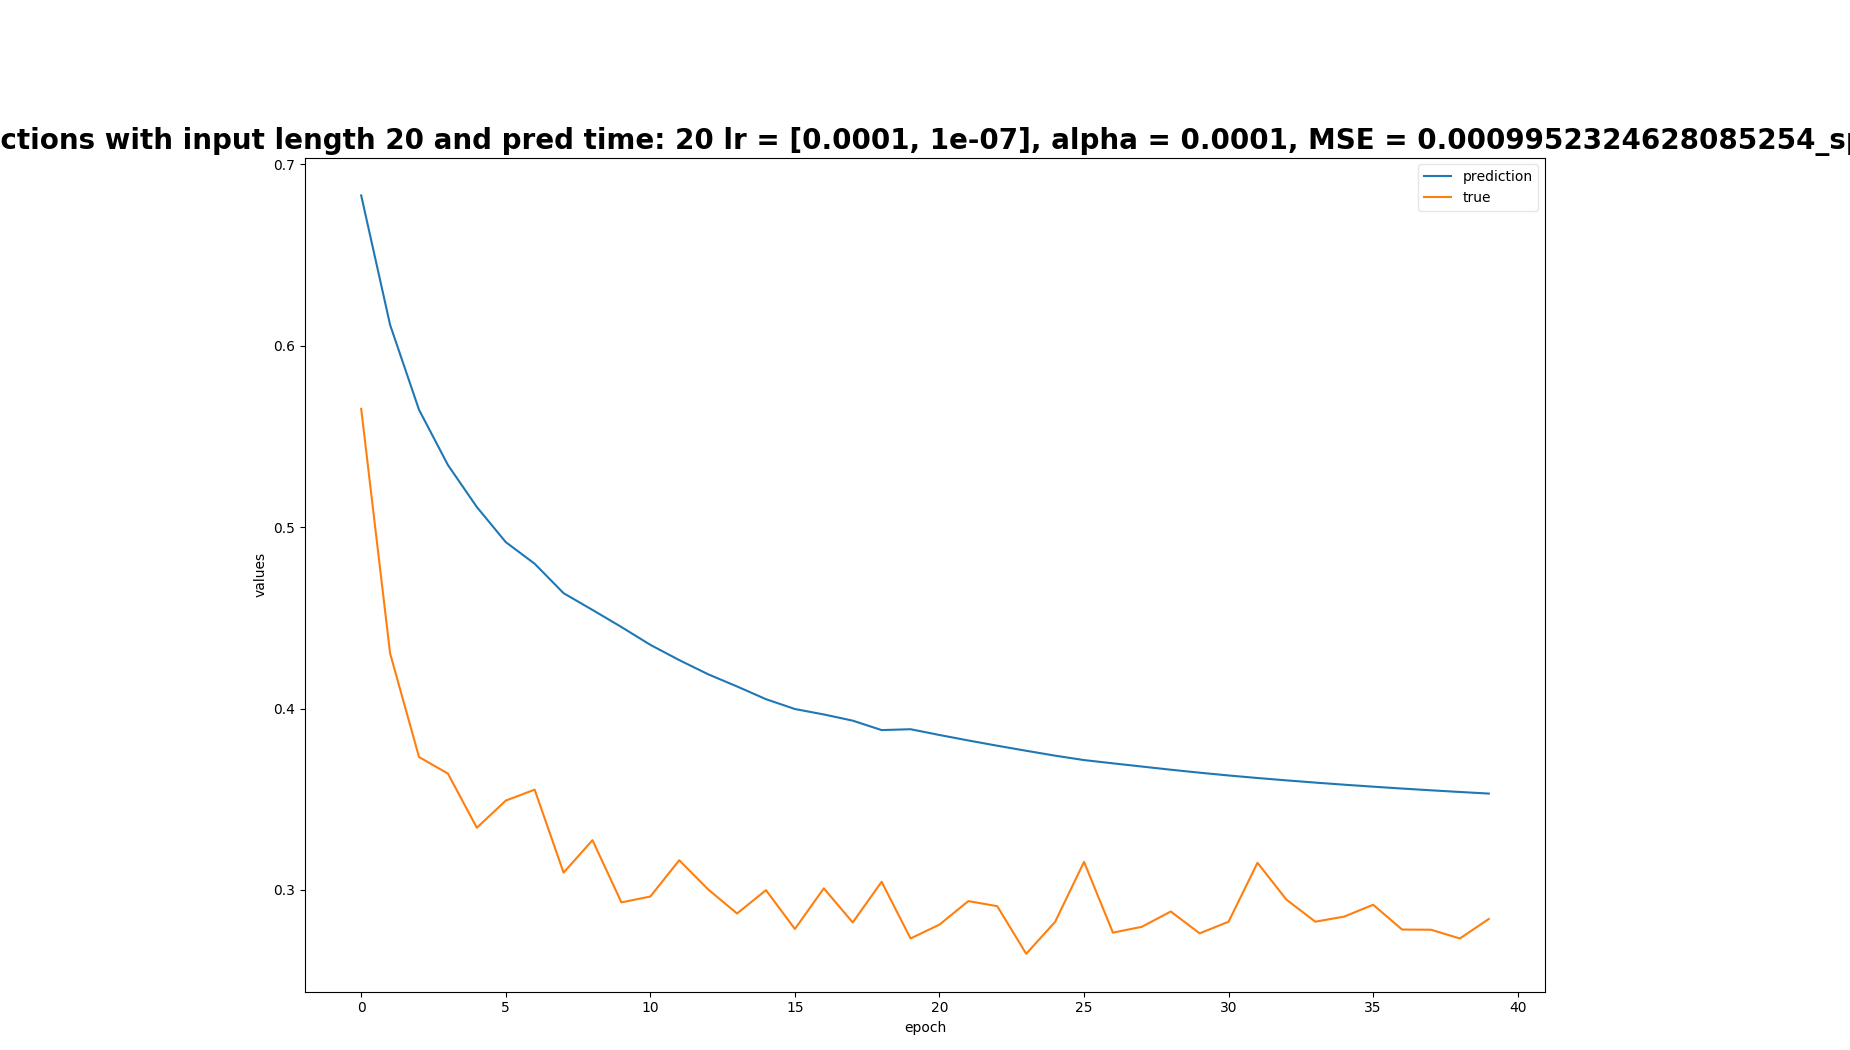 ctions with input length 20 and pred time: 20 lr = [0.0001, 1e-07], alpha = 0.0001, MSE = 0.0009952324628085254_sp
prediction
true
0.7
0.6
0.5
0.4
0.3
values
0
5
10
15
20
25
30
35
40
epoch